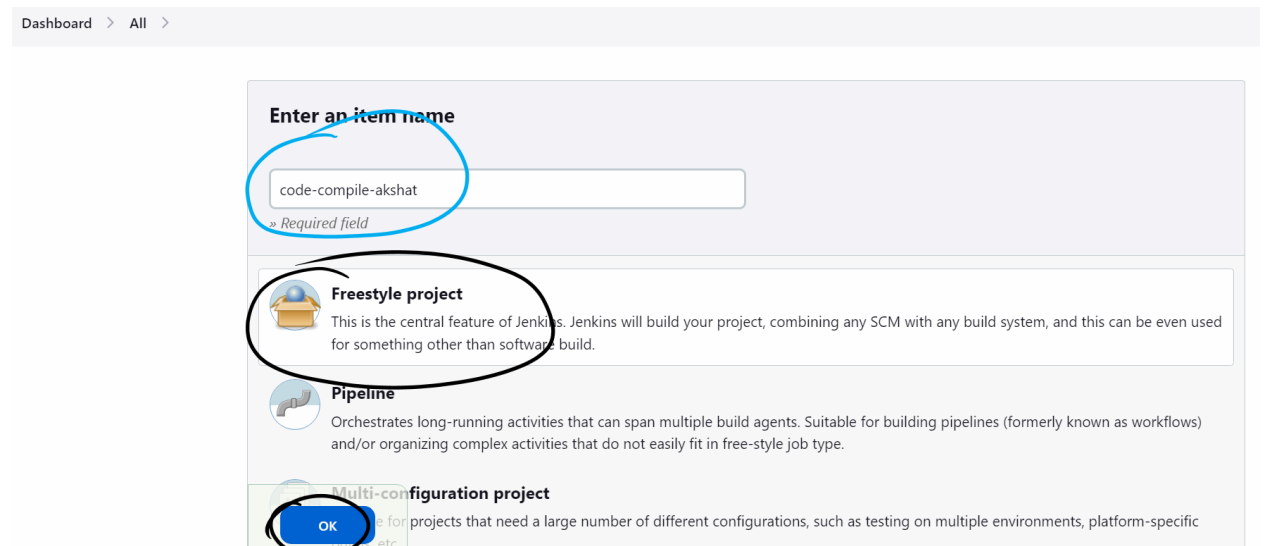 Dashboard > All >
Enter an item name
code-compile-akshat
» Required field
Freestyle project
This is the central feature of Jenkins. Jenkins will build your project, combining any SCM with any build system, and this can be even used
for something other than software build.
Pipeline
Orchestrates long-running activities that can span multiple build agents. Suitable for building pipelines (formerly known as workflows)
and/or organizing complex activities that do not easily fit in free-style job type.
Multi-configuration project
OK
for projects that need a large number of different configurations, such as testing on multiple environments, platform-specific
etc